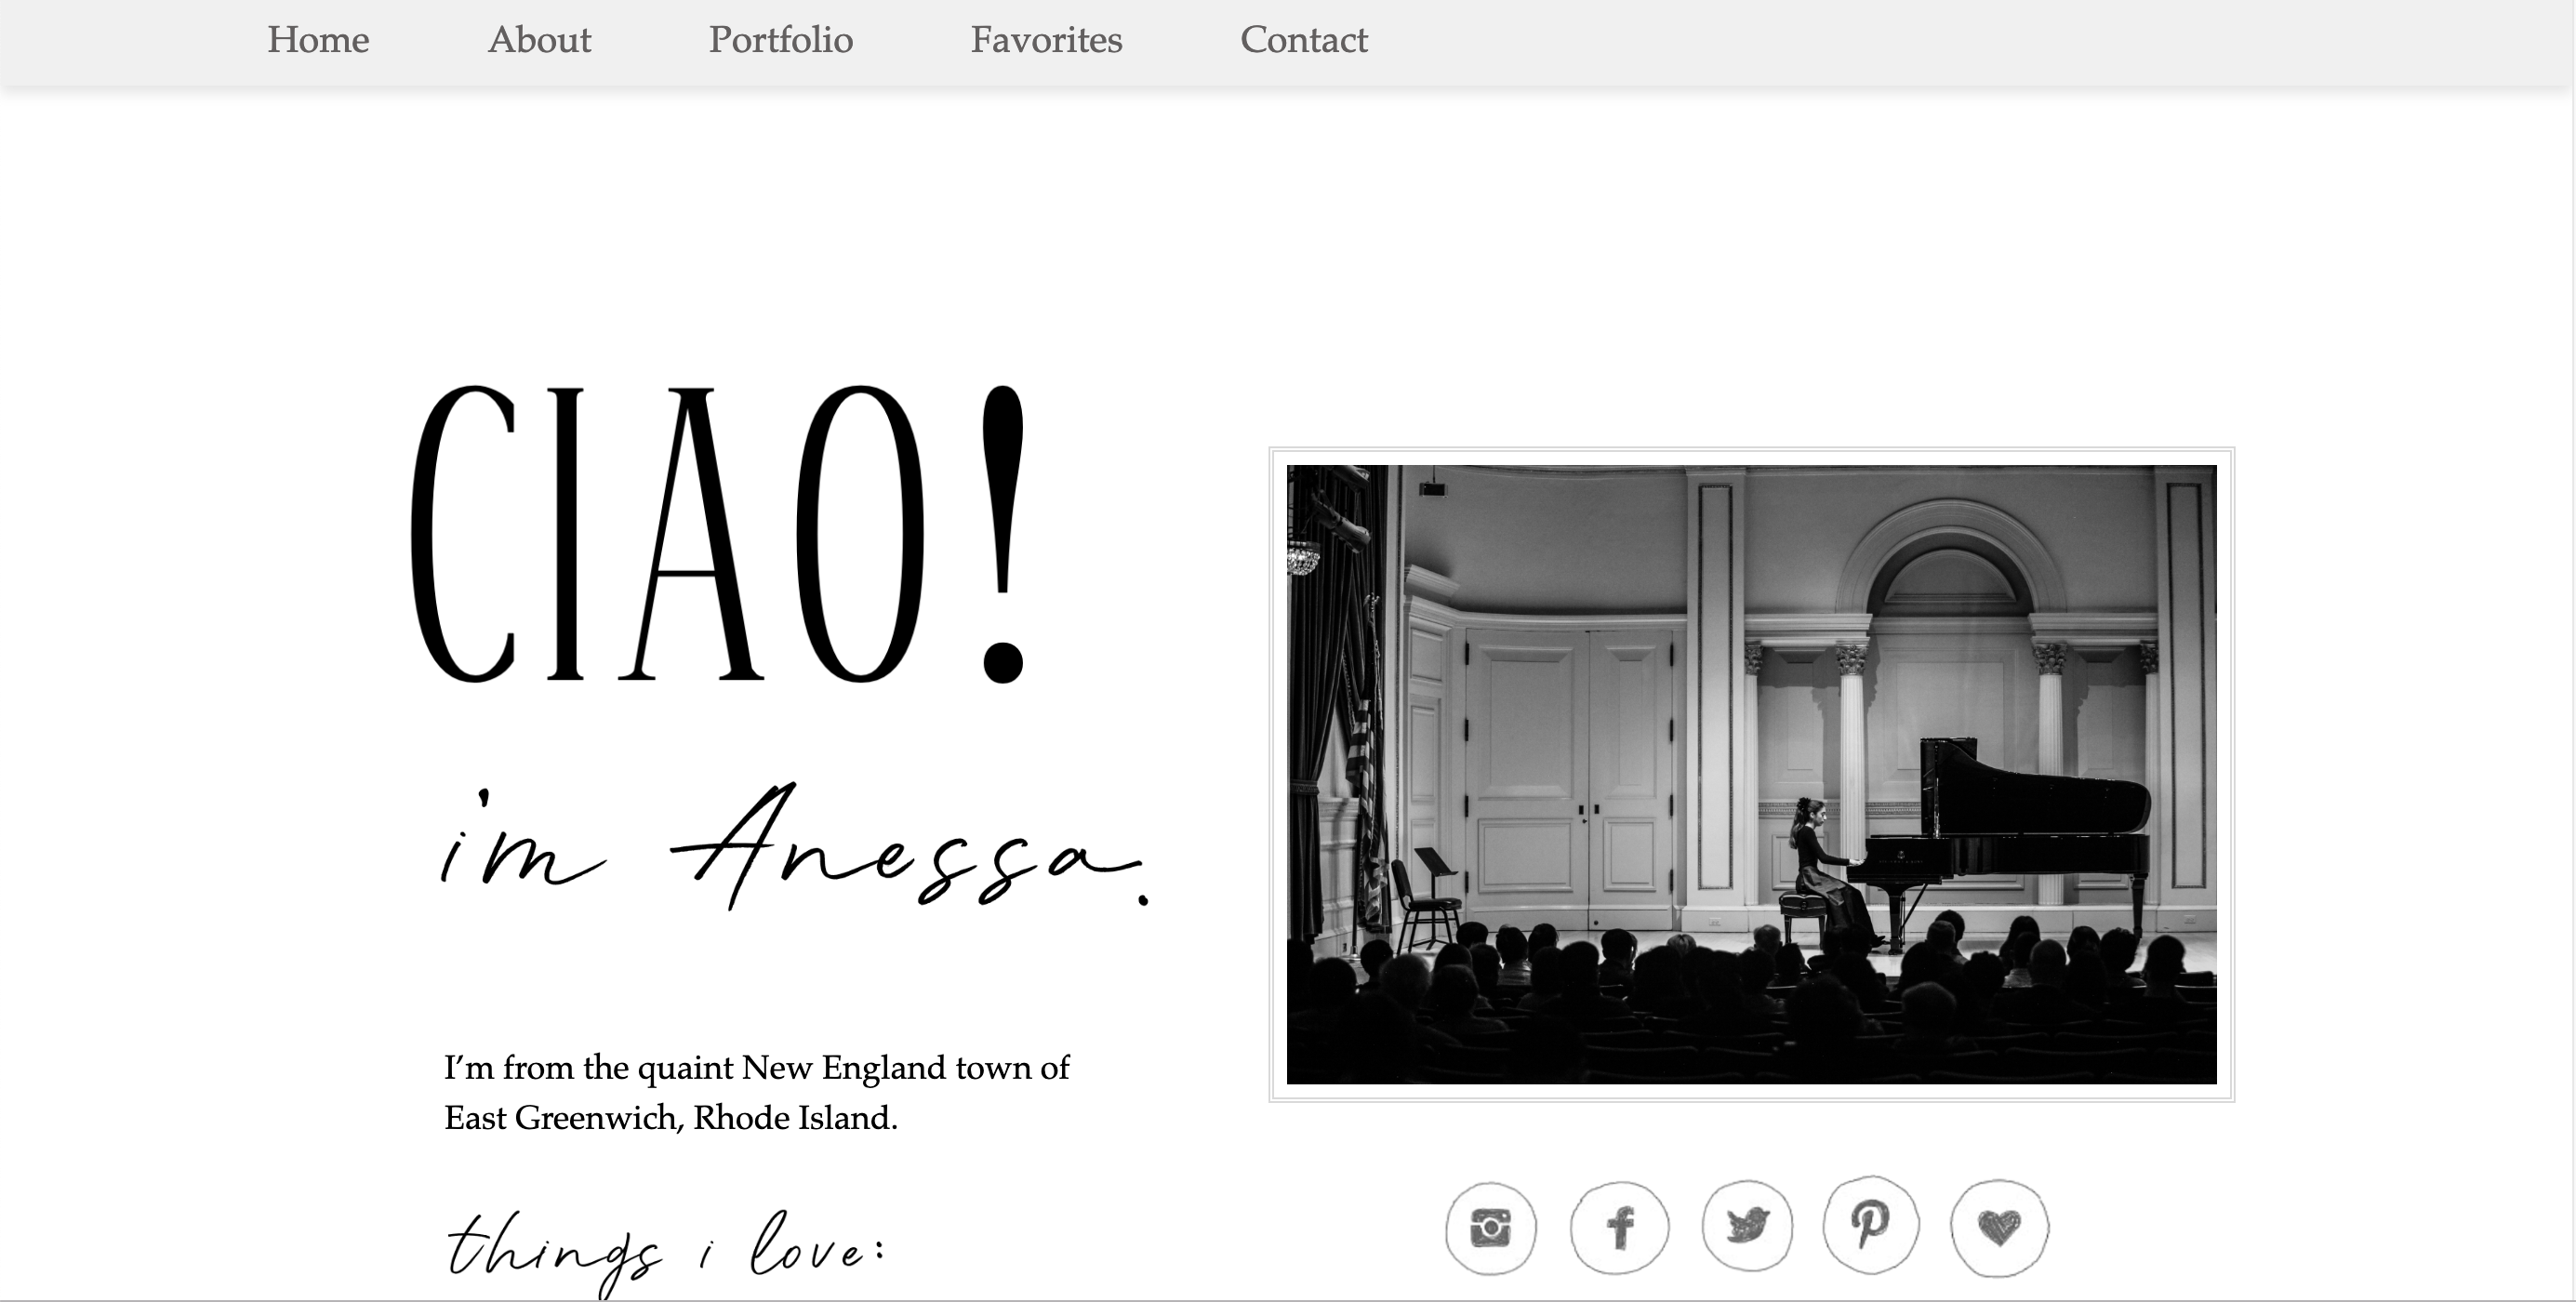 Home About Portfolio Favorites Contact
CIAO!
i'm Anessa.
I’m from the quaint New England town of
East Greenwich, Rhode Island.
things i love: